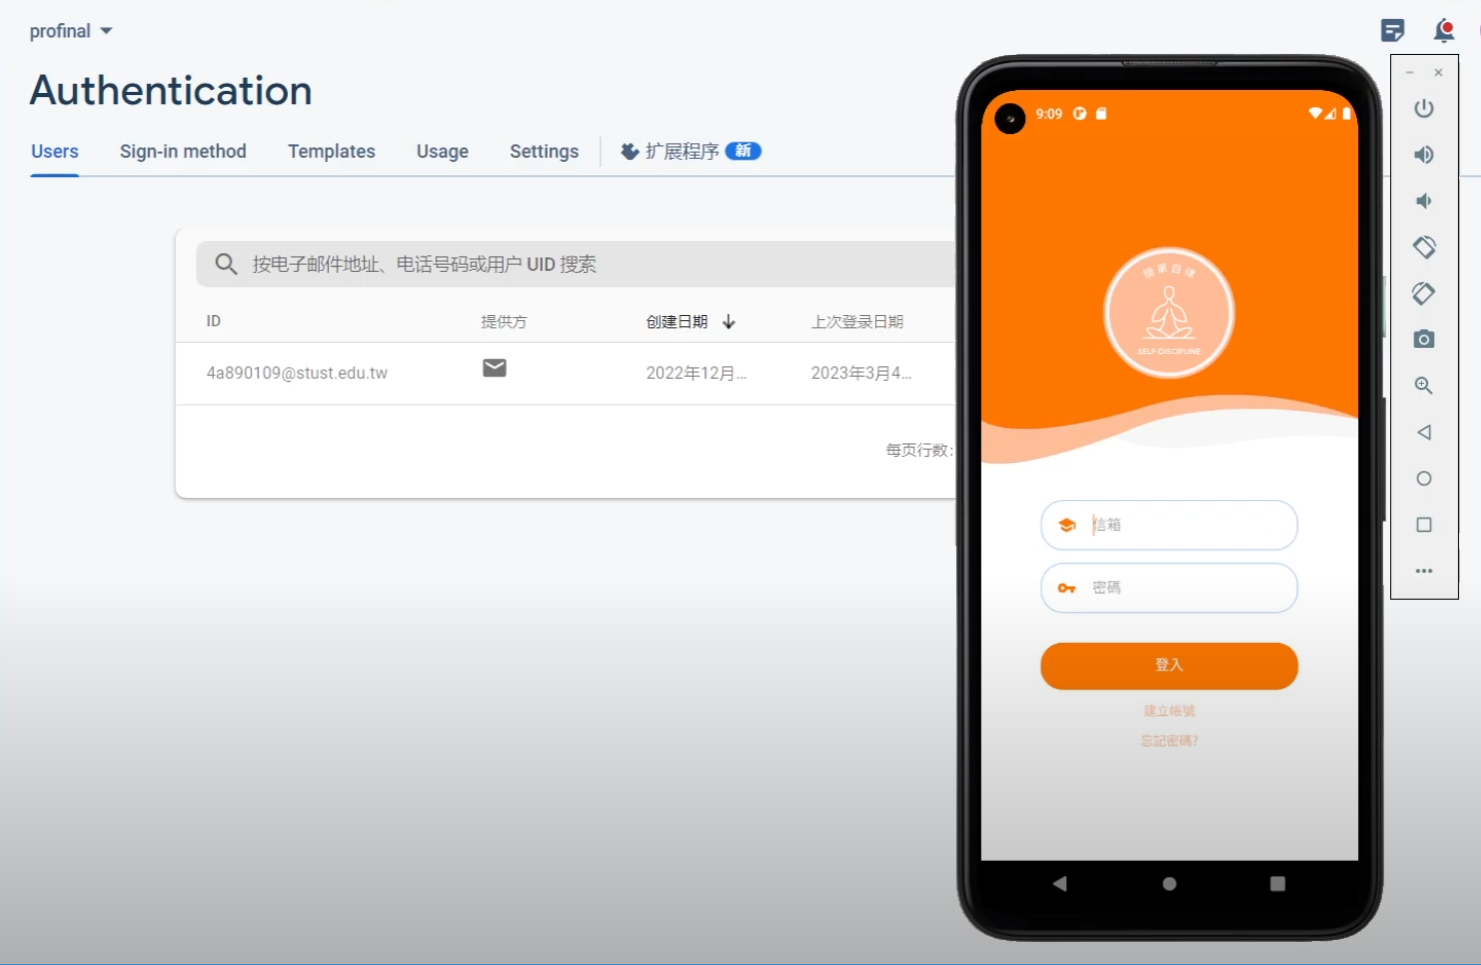 profinal
Authentication
Users Sign-in method Templates Usage Settings 扩展程序 新
按电子邮件地址、电话号码或用户 UID 搜索
ID 提供方 创建日期 上次登录日期
4a890109@stust.edu.tw 2022年12月... 2023年3月4...
每页行数:
9:09
簡單自律
SELF-DISCIPLINE
信箱
密碼
登入
建立帳號
忘記密碼?